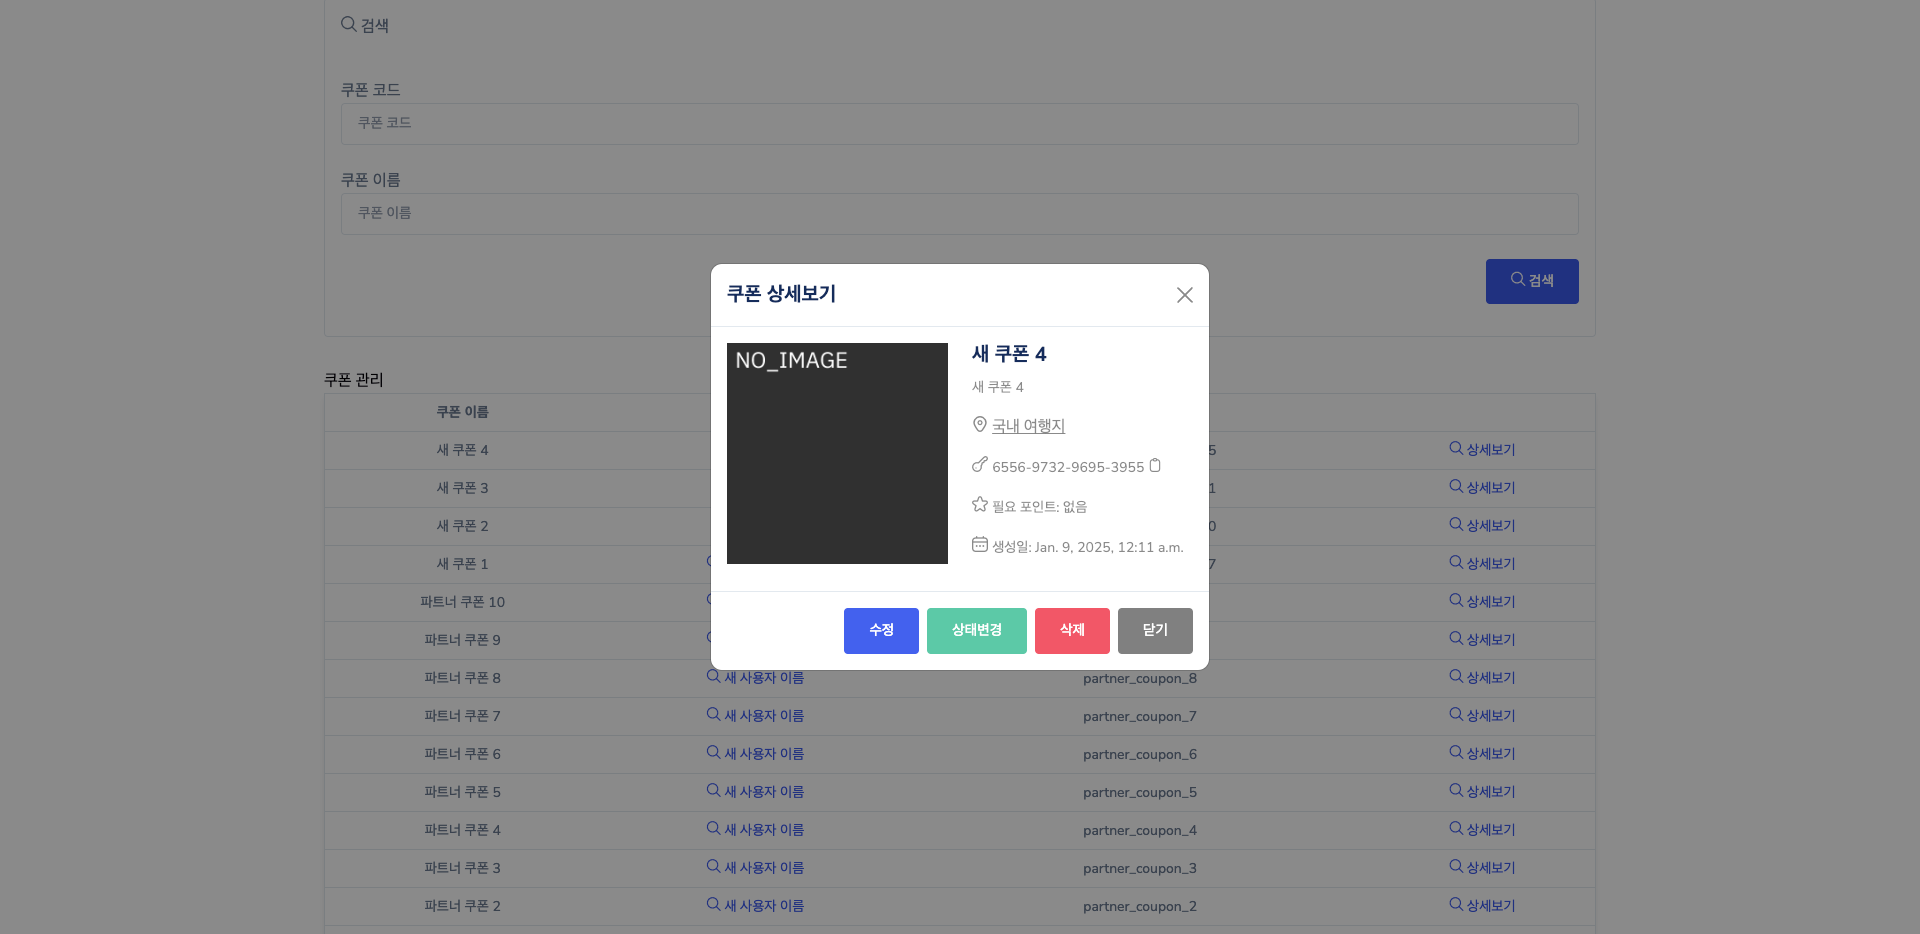 검색
쿠폰 코드
쿠폰 코드
쿠폰 이름
쿠폰 이름
검색
쿠폰 상세보기
NO_IMAGE
새 쿠폰 4
새 쿠폰 4
국내 여행지
6556-9732-9695-3955
필요 포인트: 없음
생성일: Jan. 9, 2025, 12:11 a.m.
수정 상태변경 삭제 닫기
쿠폰 관리
쿠폰 이름
새 쿠폰 4 5 상세보기
새 쿠폰 3 1 상세보기
새 쿠폰 2 0 상세보기
새 쿠폰 1 7 상세보기
파트너 쿠폰 10 상세보기
파트너 쿠폰 9 상세보기
파트너 쿠폰 8 새 사용자 이름 partner_coupon_8 상세보기
파트너 쿠폰 7 새 사용자 이름 partner_coupon_7 상세보기
파트너 쿠폰 6 새 사용자 이름 partner_coupon_6 상세보기
파트너 쿠폰 5 새 사용자 이름 partner_coupon_5 상세보기
파트너 쿠폰 4 새 사용자 이름 partner_coupon_4 상세보기
파트너 쿠폰 3 새 사용자 이름 partner_coupon_3 상세보기
파트너 쿠폰 2 새 사용자 이름 partner_coupon_2 상세보기